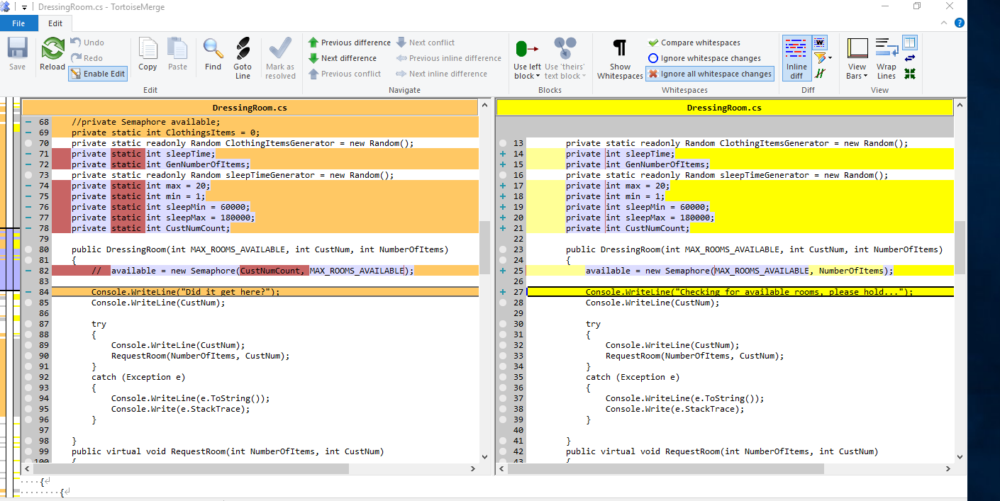 DressingRoom.cs - TortoiseMerge
File Edit
Save Reload Undo Redo Enable Edit Copy Paste Find Goto Line Mark as resolved
Edit
Previous difference Next conflict
Next difference Previous inline difference
Previous conflict Next inline difference
Navigate
Use left block Use 'theirs' text block
Blocks
Show Whitespaces
Compare whitespaces
Ignore whitespace changes
Ignore all whitespace changes
Whitespaces
Inline diff
Diff
View Bars Wrap Lines
View
DressingRoom.cs
68 //private Semaphore available;
69 private static int ClothingsItems = 0;
70 private static readonly Random ClothingItemsGenerator = new Random();
71 private static int sleepTime;
72 private static int GenNumberOfItems;
73 private static readonly Random sleepTimeGenerator = new Random();
74 private static int max = 20;
75 private static int min = 1;
76 private static int sleepMin = 60000;
77 private static int sleepMax = 180000;
78 private static int CustNumCount;
79
80 public DressingRoom(int MAX_ROOMS_AVAILABLE, int CustNum, int NumberOfItems)
81 {
82 // available = new Semaphore(CustNumCount, MAX_ROOMS_AVAILABLE);
83
84 Console.WriteLine("Did it get here?");
85 Console.WriteLine(CustNum);
86
87 try
88 {
89 Console.WriteLine(CustNum);
90 RequestRoom(NumberOfItems, CustNum);
91 }
92 catch (Exception e)
93 {
94 Console.WriteLine(e.ToString());
95 Console.Write(e.StackTrace);
96 }
97
98 }
99 public virtual void RequestRoom(int NumberOfItems, int CustNum)
100 {
DressingRoom.cs
13 private static readonly Random ClothingItemsGenerator = new Random();
14 private int sleepTime;
15 private int GenNumberOfItems;
16 private static readonly Random sleepTimeGenerator = new Random();
17 private int max = 20;
18 private int min = 1;
19 private int sleepMin = 60000;
20 private int sleepMax = 180000;
21 private int CustNumCount;
22
23 public DressingRoom(int MAX_ROOMS_AVAILABLE, int CustNum, int NumberOfItems)
24 {
25 available = new Semaphore(MAX_ROOMS_AVAILABLE, NumberOfItems);
26
27 Console.WriteLine("Checking for available rooms, please hold...");
28 Console.WriteLine(CustNum);
29
30 try
31 {
32 Console.WriteLine(CustNum);
33 RequestRoom(NumberOfItems, CustNum);
34 }
35 catch (Exception e)
36 {
37 Console.WriteLine(e.ToString());
38 Console.Write(e.StackTrace);
39 }
40
41 }
42 public virtual void RequestRoom(int NumberOfItems, int CustNum)
43 {
····{↵
········{↵